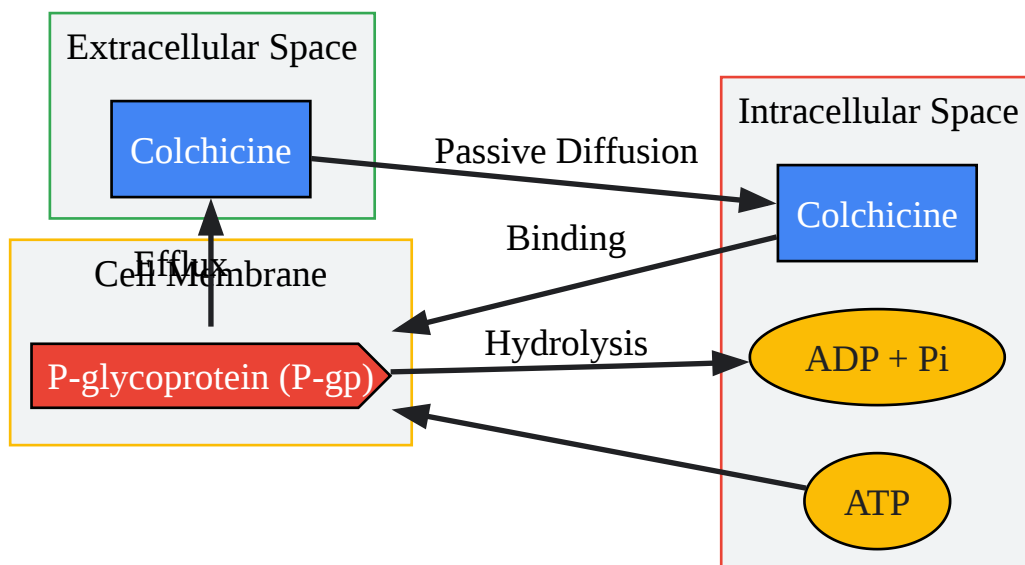 Extracellular Space
Colchicine
Intracellular Space
Passive Diffusion
Colchicine
Binding
Efflux
Cell Membrane
Hydrolysis
ADP + Pi
P-glycoprotein (P-gp)
ATP